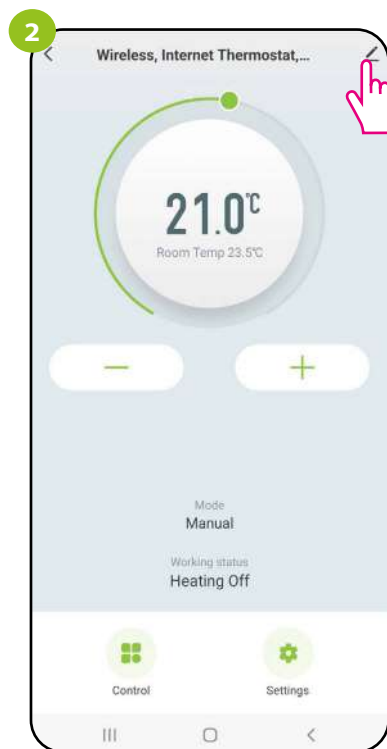 2
Wireless, Internet Thermostat,...
21.0℃
Room Temp 23.5℃
Mode
Manual
Working status
Heating Off
Control
Settings